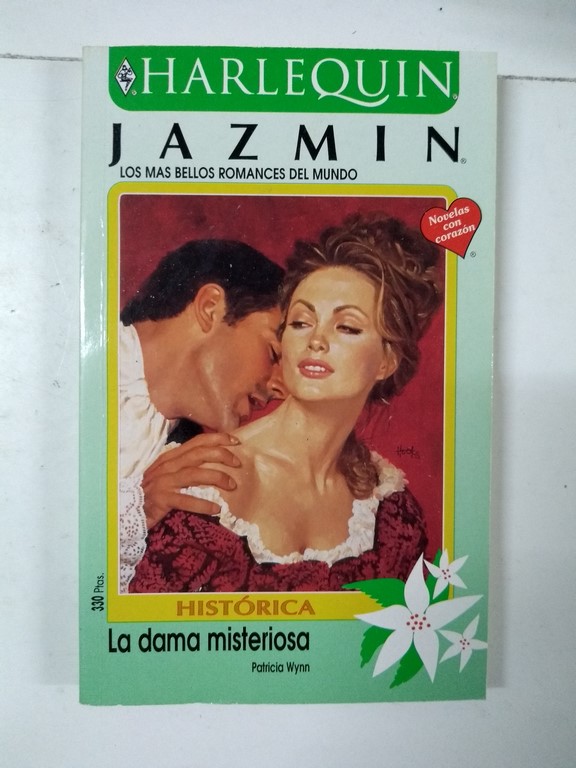 HARLEQUIN
JAZMIN
LOS MAS BELLOS ROMANCES DEL MUNDO
Novelas
con
corazón
330 Ptas.
HISTÓRICA
La dama misteriosa
Patricia Wynn